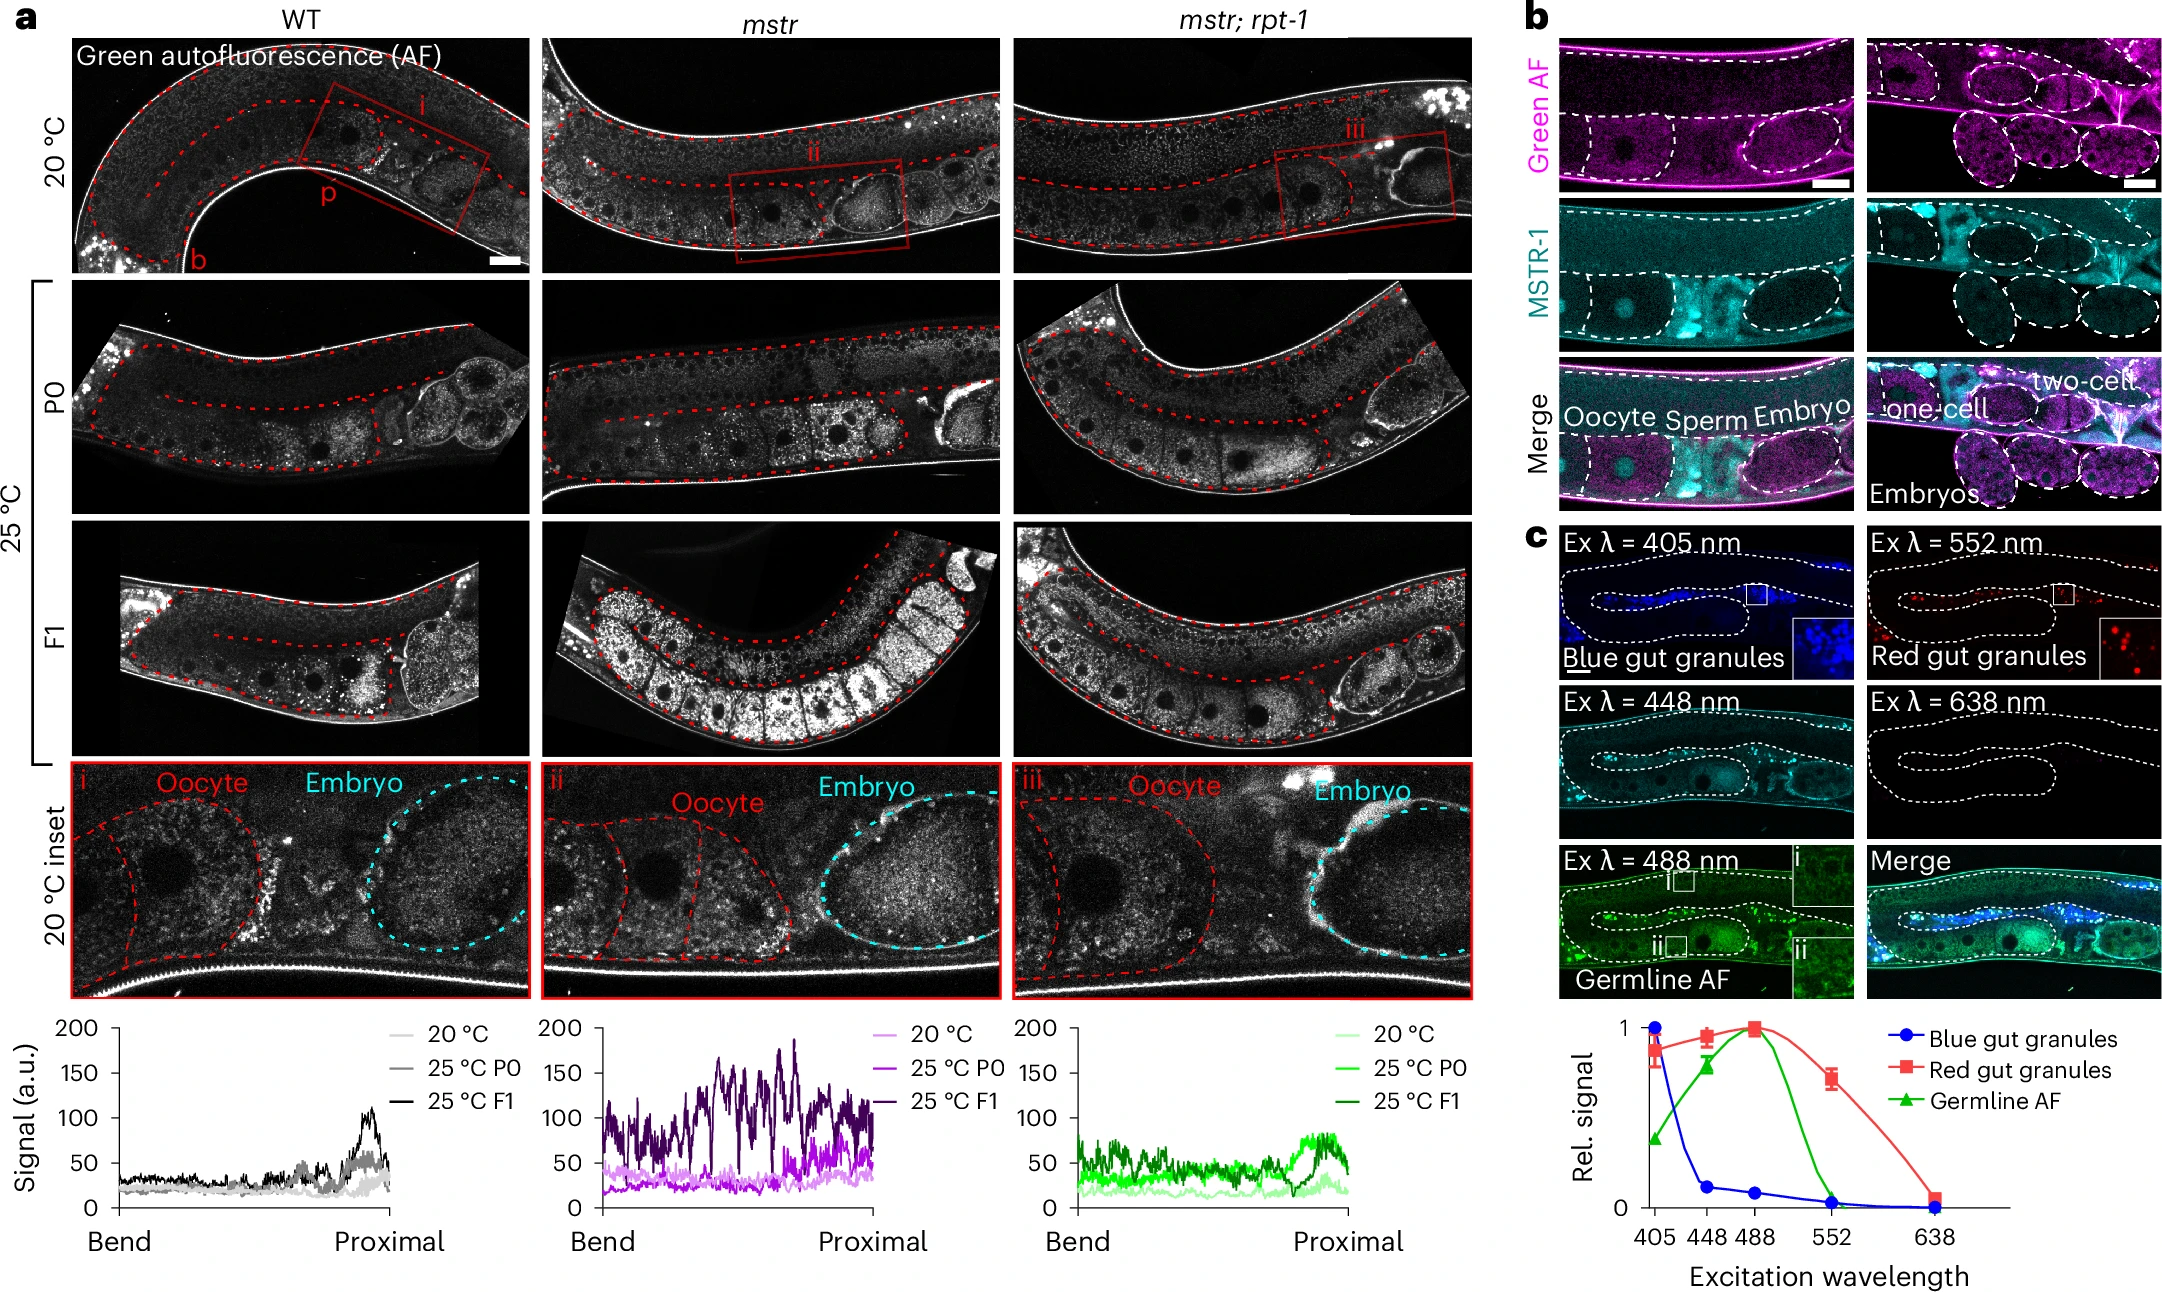 a
WT
mstr
mstr; rpt-1
Green autofluorescence (AF)
20 °C
i
p
b
ii
iii
25 °C
P0
F1
20 °C inset
i
Oocyte
Embryo
ii
Oocyte
Embryo
iii
Oocyte
Embryo
Signal (a.u.)
200
150
100
50
0
Bend
Proximal
20 °C
25 °C P0
25 °C F1
200
150
100
50
0
Bend
Proximal
20 °C
25 °C P0
25 °C F1
200
150
100
50
0
Bend
Proximal
20 °C
25 °C P0
25 °C F1
b
Green AF
MSTR-1
Merge
Oocyte Sperm Embryo
two-cell
one-cell
Embryos
c
Ex λ = 405 nm
Blue gut granules
Ex λ = 552 nm
Red gut granules
Ex λ = 448 nm
Ex λ = 638 nm
Ex λ = 488 nm
i
i
ii
ii
Germline AF
Merge
Rel. signal
1
0
405 448 488 552 638
Excitation wavelength
Blue gut granules
Red gut granules
Germline AF